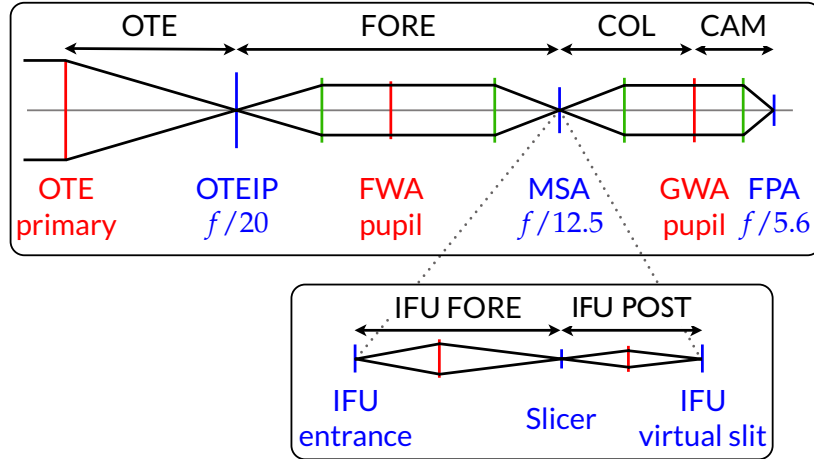 OTE FORE COL CAM
OTE OTEIP FWA MSA GWA FPA
primary f/20 pupil f/12.5 pupil f/5.6
IFU FORE IFU POST
IFU Slicer IFU
entrance virtual slit